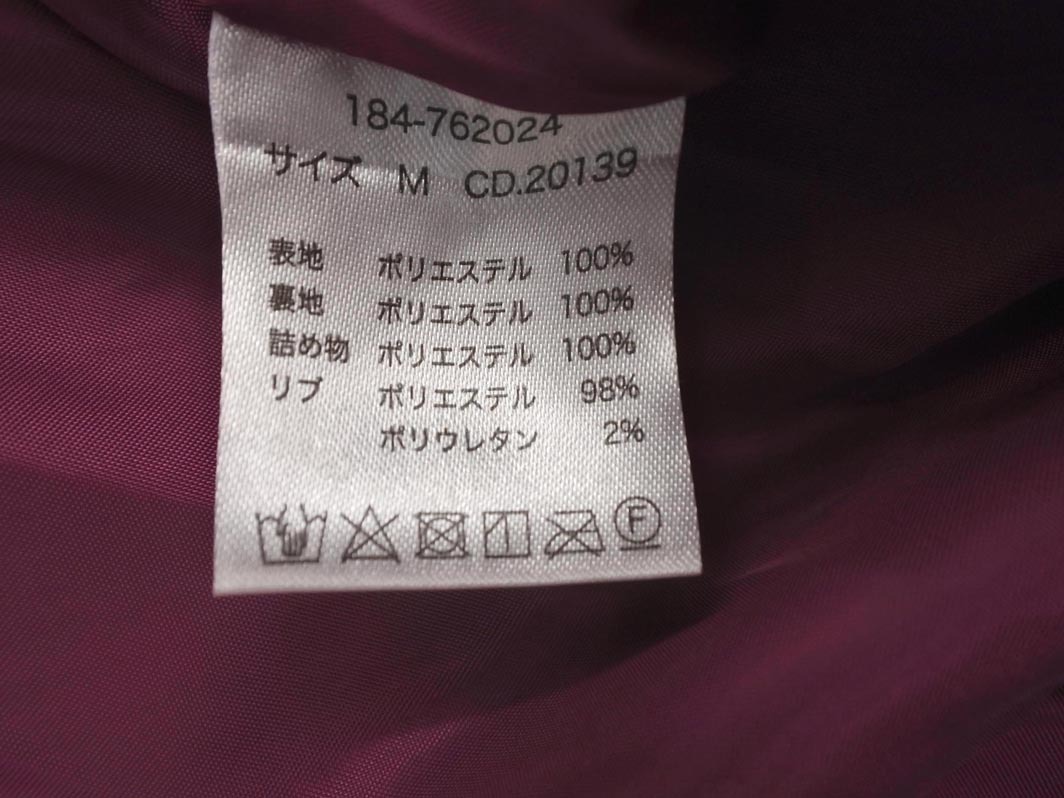 184-762024
サイズ M CD.20139
表地 ポリエステル 100%
裏地 ポリエステル 100%
詰め物 ポリエステル 100%
リブ ポリエステル 98%
ポリウレタン 2%
F